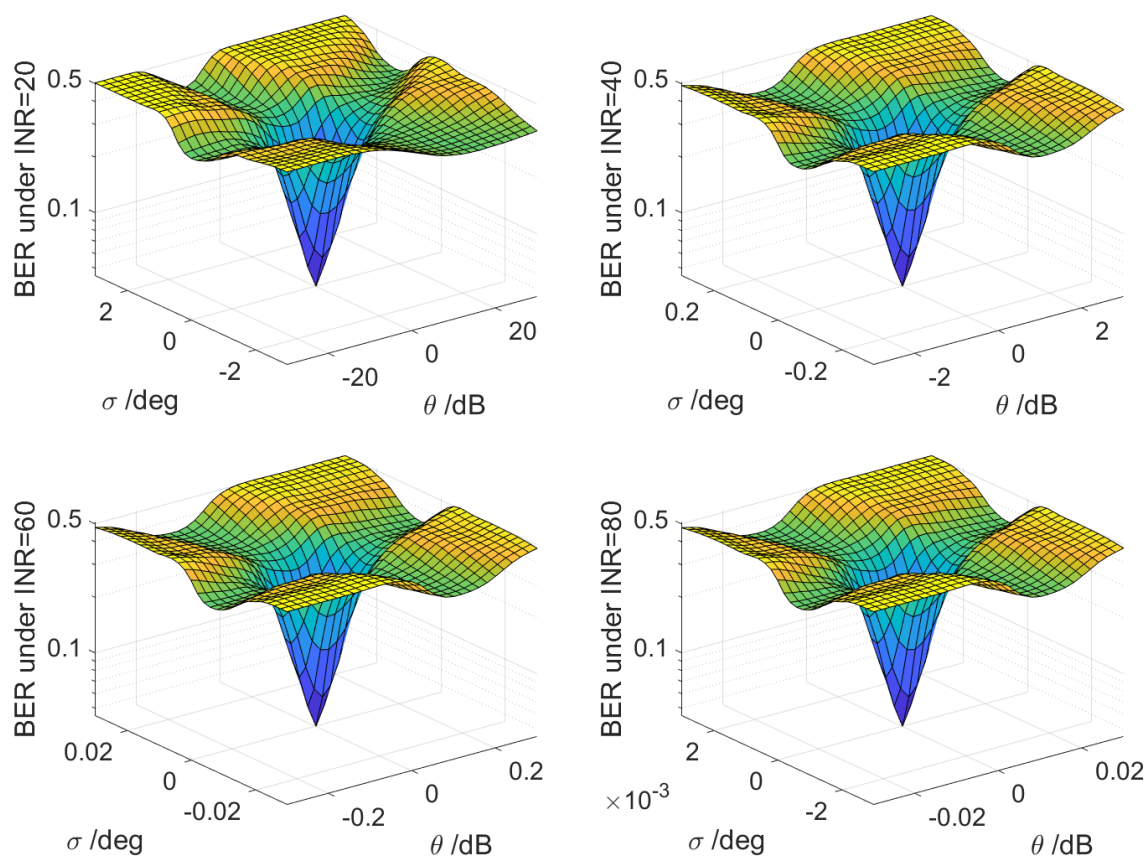 BER under INR=20
0.5
0.1
2
0
-2
σ /deg
-20
0
20
θ /dB
BER under INR=40
0.5
0.1
0.2
0
-0.2
σ /deg
-2
0
2
θ /dB
BER under INR=60
0.5
0.1
0.02
0
-0.02
σ /deg
-0.2
0
0.2
θ /dB
BER under INR=80
0.5
0.1
2
0
-2
×10⁻³
σ /deg
-0.02
0
0.02
θ /dB